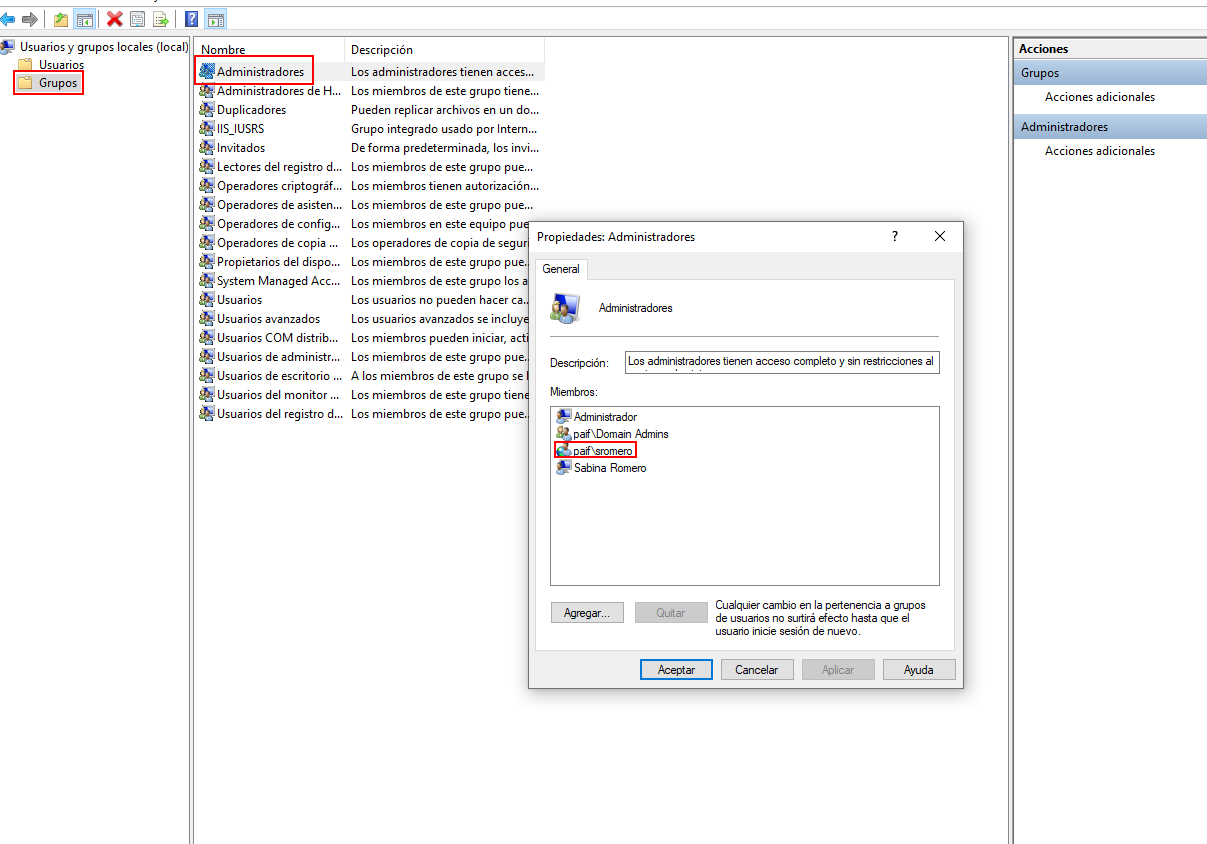 Usuarios y grupos locales (local)
Usuarios
Grupos
Nombre Descripción
Administradores Los administradores tienen acces...
Administradores de H... Los miembros de este grupo tiene...
Duplicadores Pueden replicar archivos en un do...
IIS_IUSRS Grupo integrado usado por Intern...
Invitados De forma predeterminada, los invi...
Lectores del registro d... Los miembros de este grupo pue...
Operadores criptográf... Los miembros tienen autorización...
Operadores de asisten... Los miembros de este grupo pue...
Operadores de config... Los miembros en este equipo pue
Operadores de copia ... Los operadores de copia de seguri
Propietarios del dispo... Los miembros de este grupo pue..
System Managed Acc... Los miembros de este grupo los a
Usuarios Los usuarios no pueden hacer ca..
Usuarios avanzados Los usuarios avanzados se incluye
Usuarios COM distrib... Los miembros pueden iniciar, acti
Usuarios de administr... Los miembros de este grupo pue..
Usuarios de escritorio ... A los miembros de este grupo se
Usuarios del monitor ... Los miembros de este grupo tiene
Usuarios del registro d... Los miembros de este grupo pue..
Propiedades: Administradores
?
General
Administradores
Descripción: Los administradores tienen acceso completo y sin restricciones al
Miembros:
Administrador
paif\Domain Admins
paif\sromero
Sabina Romero
Agregar...
Quitar
Cualquier cambio en la pertenencia a grupos
de usuarios no surtirá efecto hasta que el
usuario inicie sesión de nuevo.
Aceptar
Cancelar
Aplicar
Ayuda
Acciones
Grupos
Acciones adicionales
Administradores
Acciones adicionales